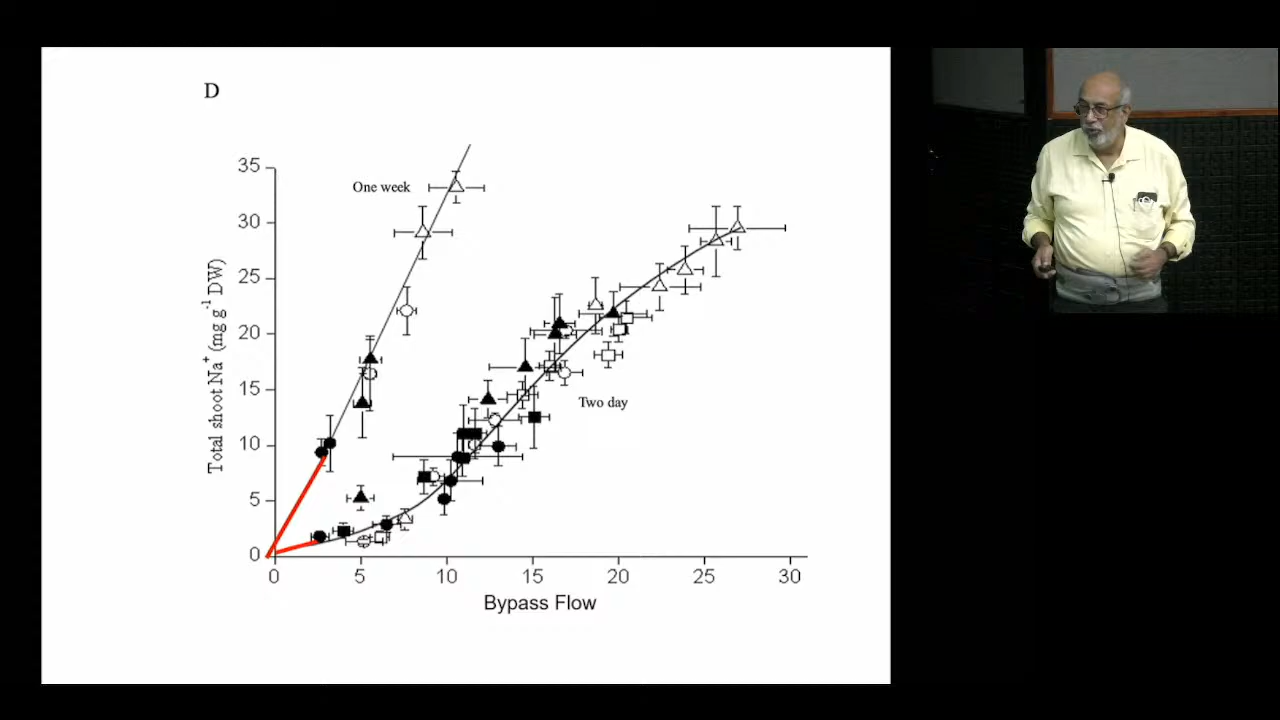 D
35
One week
30
25
20
15
Two day
10
5
0
0 5 10 15 20 25 30
Total shoot Na⁺ (mg g⁻¹ DW)
Bypass Flow